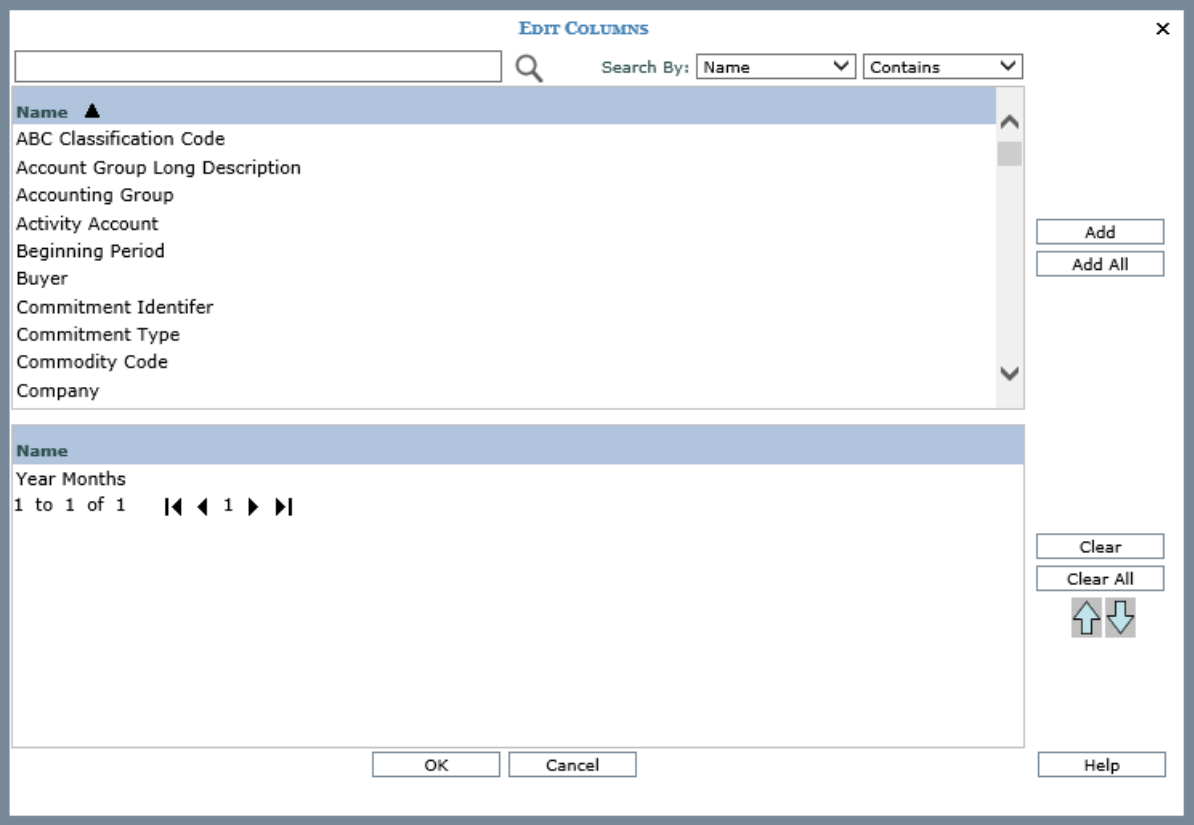 EDIT COLUMNS
Search By: Name Contains
Name
ABC Classification Code
Account Group Long Description
Accounting Group
Activity Account
Beginning Period
Buyer
Commitment Identifer
Commitment Type
Commodity Code
Company
Add
Add All
Name
Year Months
1 to 1 of 1 1
Clear
Clear All
OK Cancel Help